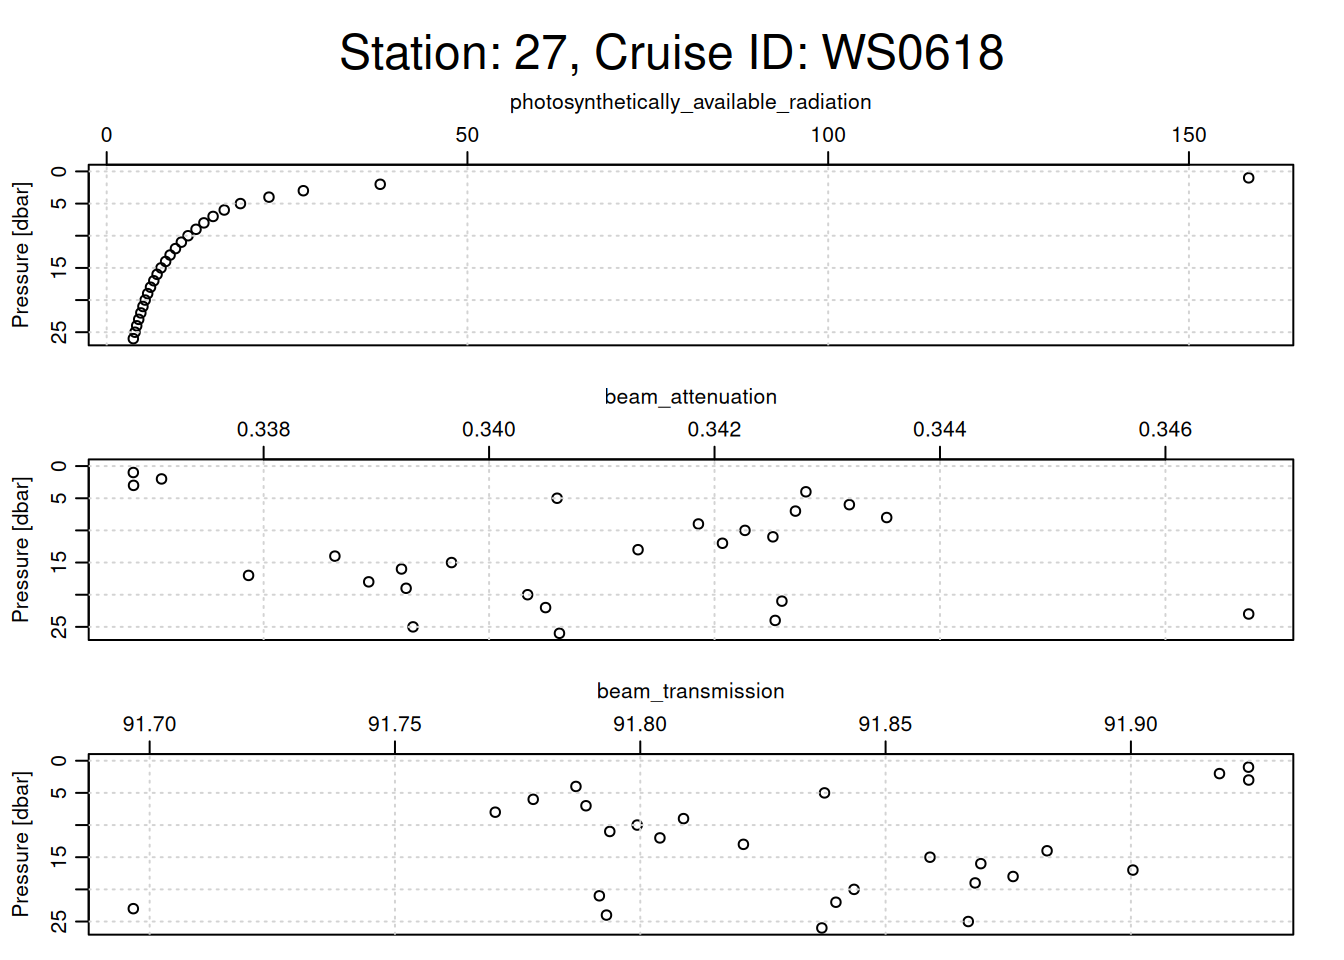 Station: 27, Cruise ID: WS0618
photosynthetically_available_radiation
0 50 100 150
Pressure [dbar]
0
5
15
25
beam_attenuation
0.338 0.340 0.342 0.344 0.346
Pressure [dbar]
0
5
15
25
beam_transmission
91.70 91.75 91.80 91.85 91.90
Pressure [dbar]
0
5
15
25